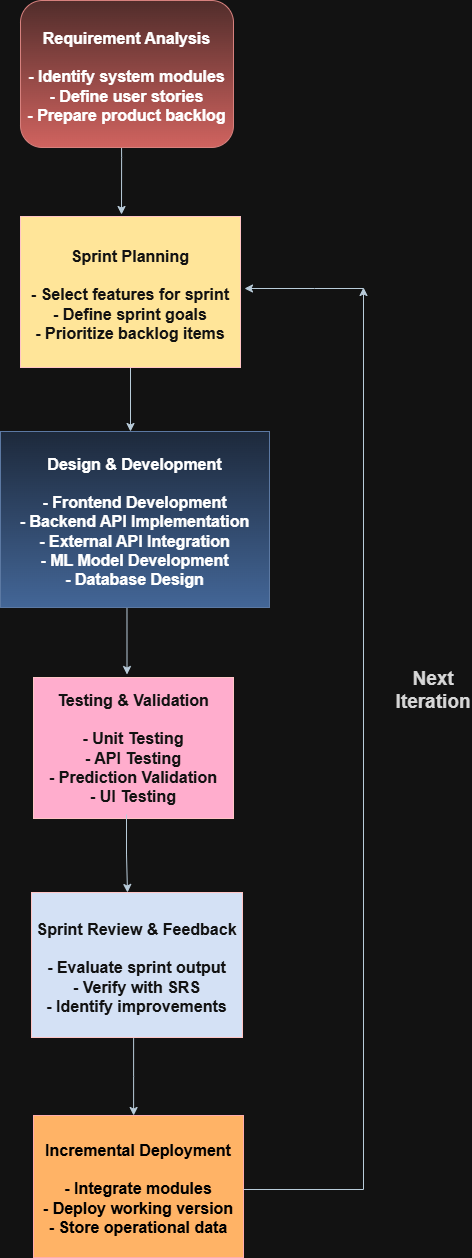 Requirement Analysis
- Identify system modules
- Define user stories
- Prepare product backlog
Sprint Planning
- Select features for sprint
- Define sprint goals
- Prioritize backlog items
Design & Development
- Frontend Development
- Backend API Implementation
- External API Integration
- ML Model Development
- Database Design
Testing & Validation
- Unit Testing
- API Testing
- Prediction Validation
- UI Testing
Sprint Review & Feedback
- Evaluate sprint output
- Verify with SRS
- Identify improvements
Incremental Deployment
- Integrate modules
- Deploy working version
- Store operational data
Next
Iteration